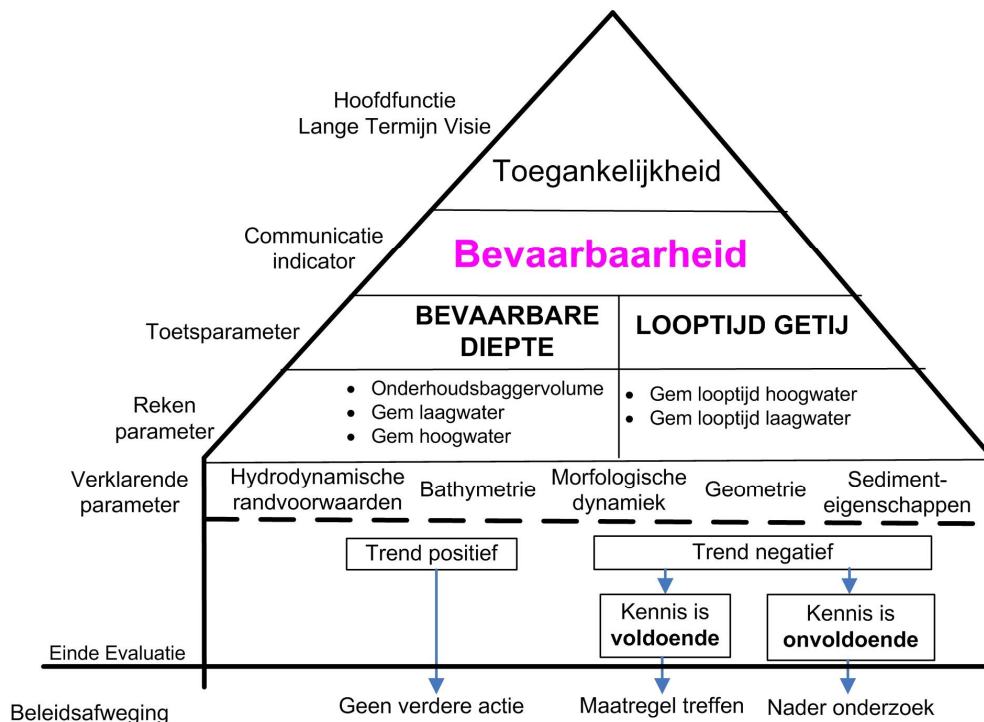 Hoofdfunctie
Lange Termijn Visie
Toegankelijkheid
Communicatie
indicator
Bevaarbaarheid
Toetsparameter
BEVAARBARE
DIEPTE
LOOPTIJD GETIJ
Reken
parameter
• Onderhoudsbaggervolume
• Gem laagwater
• Gem hoogwater
• Gem looptijd hoogwater
• Gem looptijd laagwater
Verklarende
parameter
Hydrodynamische
randvoorwaarden
Bathymetrie
Morfologische
dynamiek
Geometrie
Sediment-
eigenschappen
Trend positief
Trend negatief
Kennis is
voldoende
Kennis is
onvoldoende
Einde Evaluatie
Beleidsafweging
Geen verdere actie
Maatregel treffen
Nader onderzoek